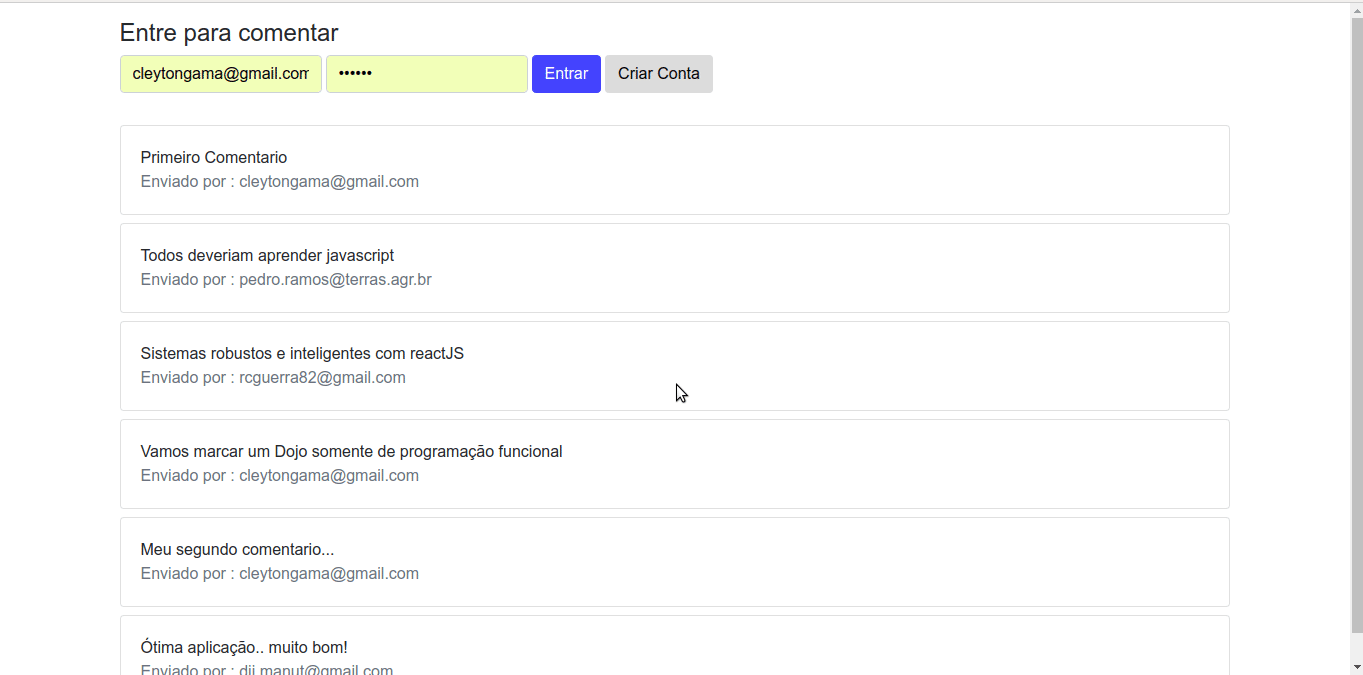 Entre para comentar
cleytongama@gmail.com •••••• Entrar Criar Conta
Primeiro Comentario
Enviado por : cleytongama@gmail.com
Todos deveriam aprender javascript
Enviado por : pedro.ramos@terras.agr.br
Sistemas robustos e inteligentes com reactJS
Enviado por : rcguerra82@gmail.com
Vamos marcar um Dojo somente de programação funcional
Enviado por : cleytongama@gmail.com
Meu segundo comentario...
Enviado por : cleytongama@gmail.com
Ótima aplicação.. muito bom!
Enviado por :